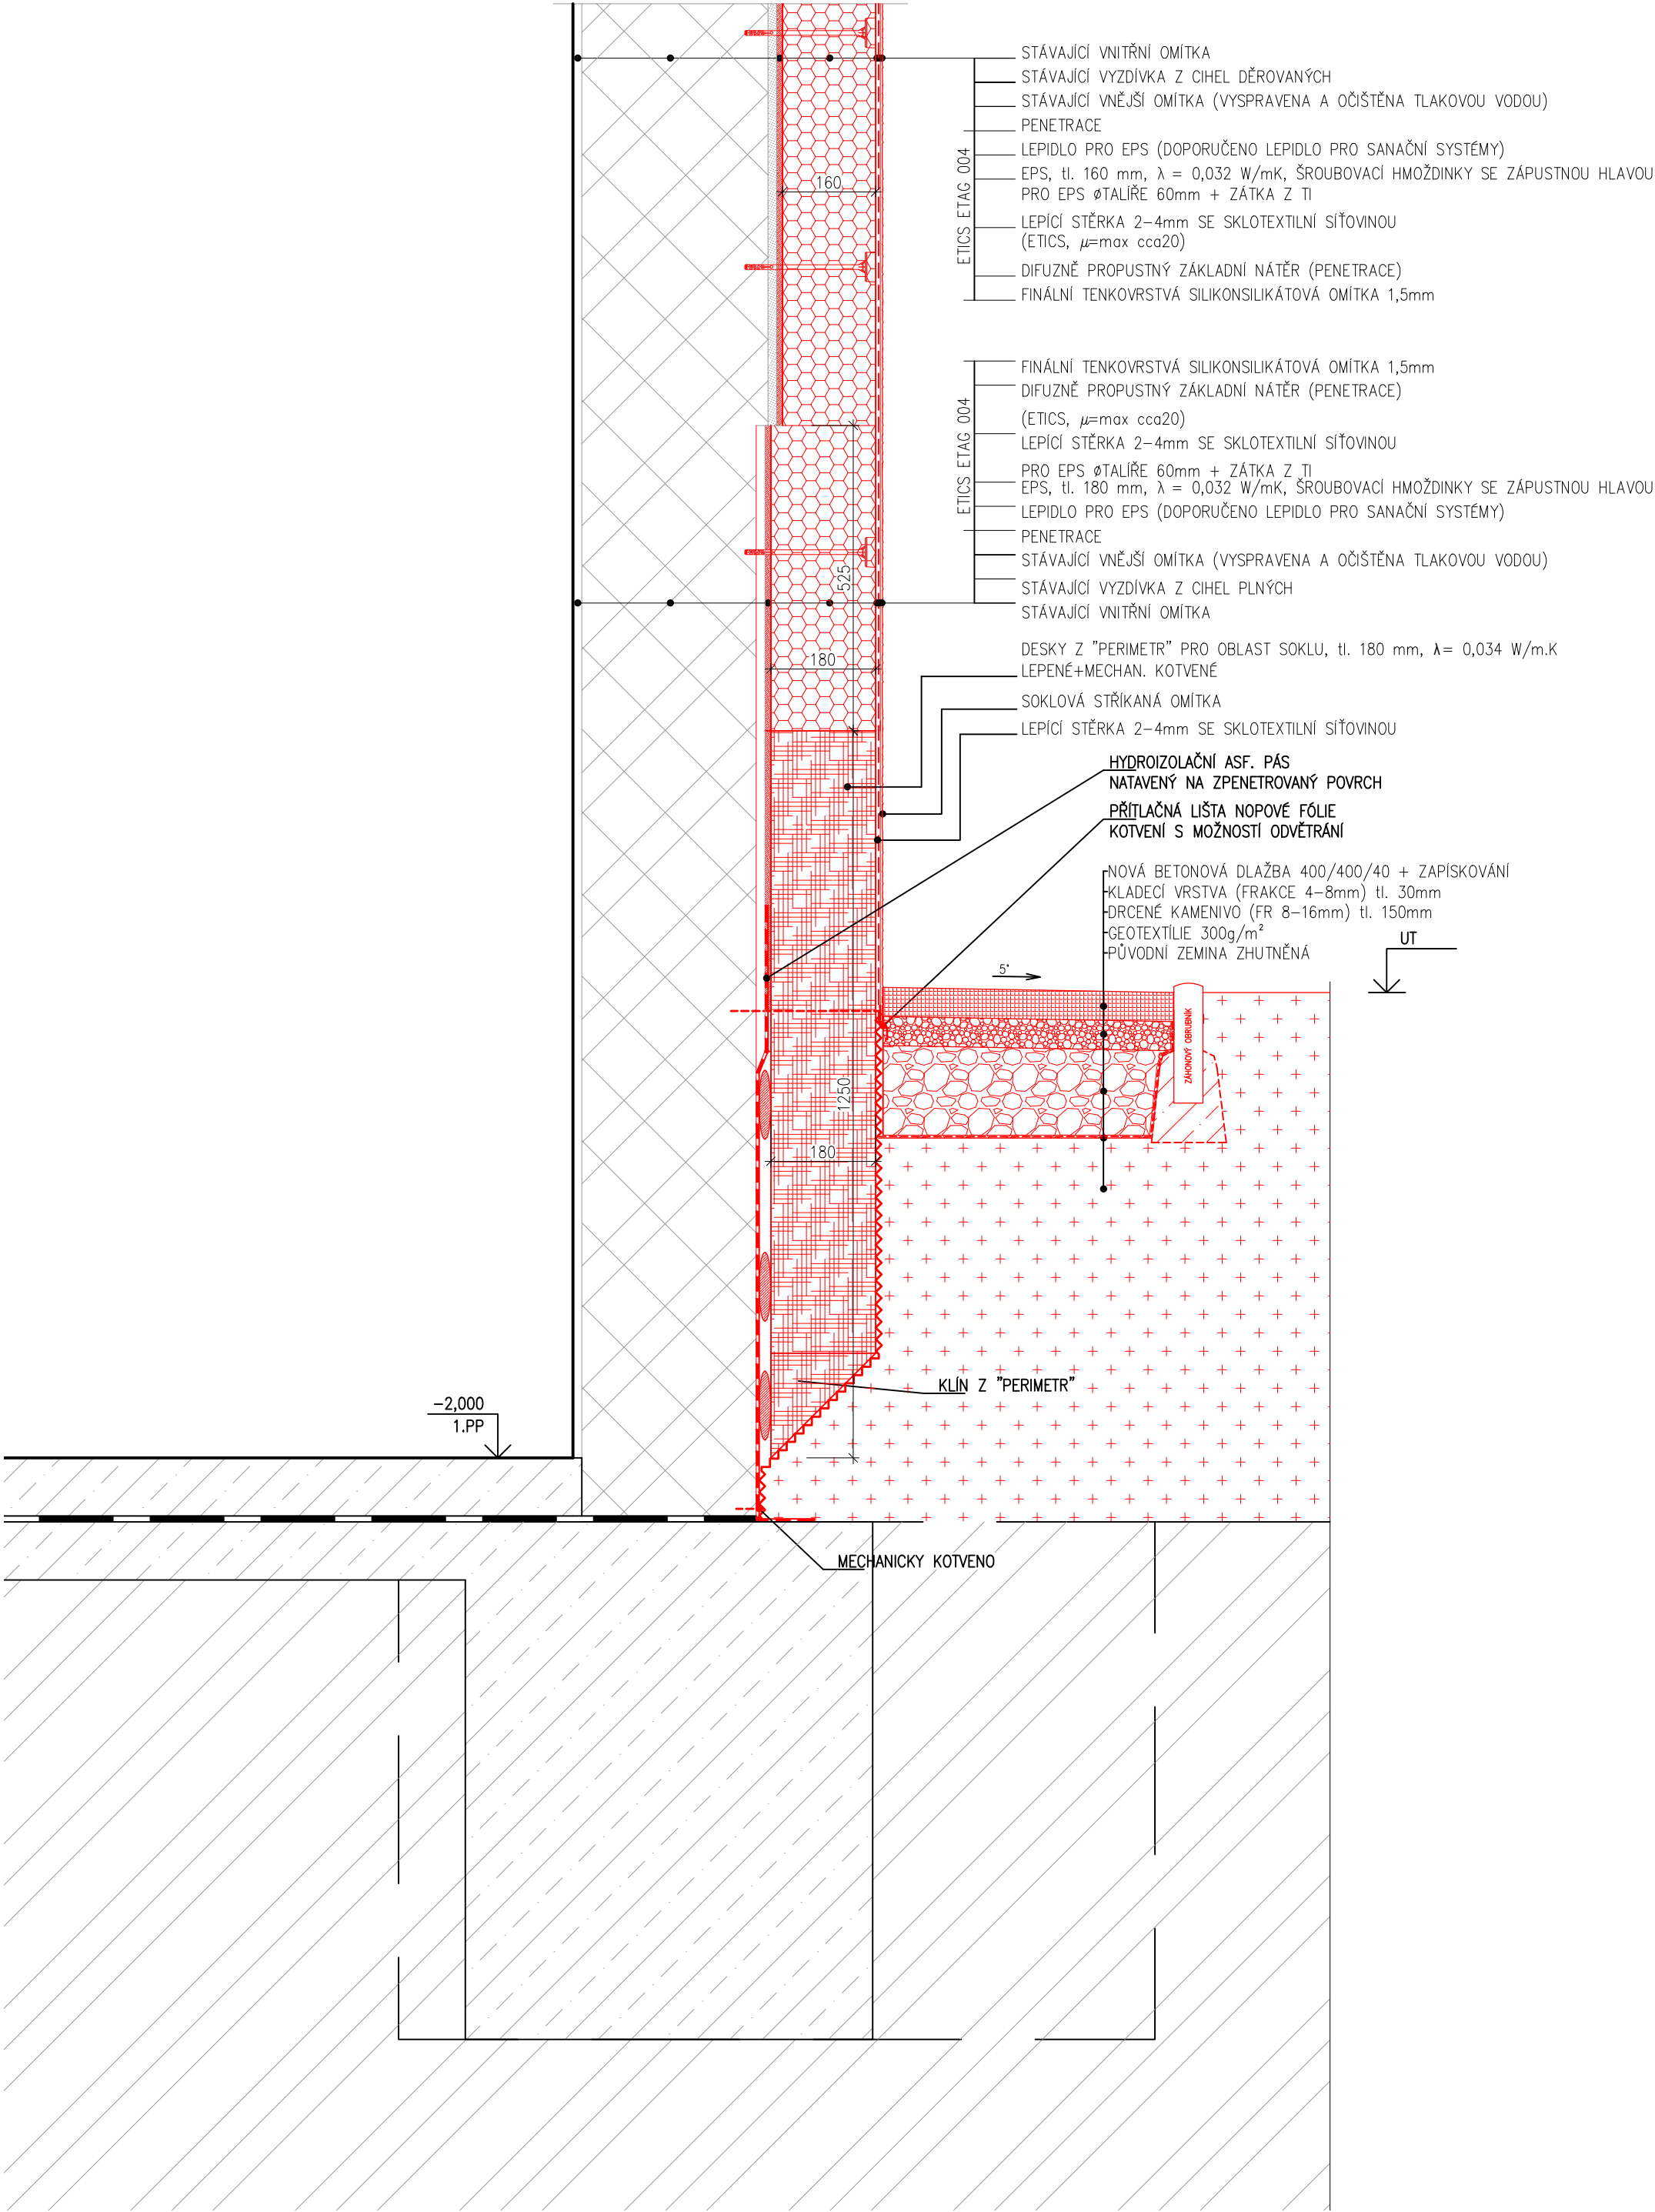 STÁVAJÍCÍ VNITŘNÍ OMÍTKA
STÁVAJÍCÍ VYZDÍVKA Z CIHEL DĚROVANÝCH
STÁVAJÍCÍ VNĚJŠÍ OMÍTKA (VYSPRAVENA A OČIŠTĚNA TLAKOVOU VODOU)
PENETRACE
LEPIDLO PRO EPS (DOPORUČENO LEPIDLO PRO SANAČNÍ SYSTÉMY)
EPS, tl. 160 mm, λ = 0,032 W/mK, ŠROUBOVACÍ HMOŽDINKY SE ZÁPUSTNOU HLAVOU
PRO EPS øTALÍŘE 60mm + ZÁTKA Z TI
LEPÍCÍ STĚRKA 2-4mm SE SKLOTEXTILNÍ SÍŤOVINOU
(ETICS, μ=max cca20)
DIFUZNĚ PROPUSTNÝ ZÁKLADNÍ NÁTĚR (PENETRACE)
FINÁLNÍ TENKOVRSTVÁ SILIKONSILIKÁTOVÁ OMÍTKA 1,5mm
ETICS ETAG 004
160
FINÁLNÍ TENKOVRSTVÁ SILIKONSILIKÁTOVÁ OMÍTKA 1,5mm
DIFUZNĚ PROPUSTNÝ ZÁKLADNÍ NÁTĚR (PENETRACE)
(ETICS, μ=max cca20)
LEPÍCÍ STĚRKA 2-4mm SE SKLOTEXTILNÍ SÍŤOVINOU
PRO EPS øTALÍŘE 60mm + ZÁTKA Z TI
EPS, tl. 180 mm, λ = 0,032 W/mK, ŠROUBOVACÍ HMOŽDINKY SE ZÁPUSTNOU HLAVOU
LEPIDLO PRO EPS (DOPORUČENO LEPIDLO PRO SANAČNÍ SYSTÉMY)
PENETRACE
STÁVAJÍCÍ VNĚJŠÍ OMÍTKA (VYSPRAVENA A OČIŠTĚNA TLAKOVOU VODOU)
STÁVAJÍCÍ VYZDÍVKA Z CIHEL PLNÝCH
STÁVAJÍCÍ VNITŘNÍ OMÍTKA
ETICS ETAG 004
525
180
DESKY Z "PERIMETR" PRO OBLAST SOKLU, tl. 180 mm, λ= 0,034 W/m.K
LEPENÉ+MECHAN. KOTVENÉ
SOKLOVÁ STŘÍKANÁ OMÍTKA
LEPÍCÍ STĚRKA 2-4mm SE SKLOTEXTILNÍ SÍŤOVINOU
HYDROIZOLAČNÍ ASF. PÁS
NATAVENÝ NA ZPENETROVANÝ POVRCH
PŘÍTLAČNÁ LIŠTA NOPOVÉ FÓLIE
KOTVENÍ S MOŽNOSTÍ ODVĚTRÁNÍ
NOVÁ BETONOVÁ DLAŽBA 400/400/40 + ZAPÍSKOVÁNÍ
KLADECÍ VRSTVA (FRAKCE 4-8mm) tl. 30mm
DRCENÉ KAMENIVO (FR 8-16mm) tl. 150mm
GEOTEXTÍLIE 300g/m²
PŮVODNÍ ZEMINA ZHUTNĚNÁ
UT
5°
ZÁHONOVÝ OBRUBNÍK
1250
180
KLÍN Z "PERIMETR"
-2,000
1.PP
MECHANICKY KOTVENO